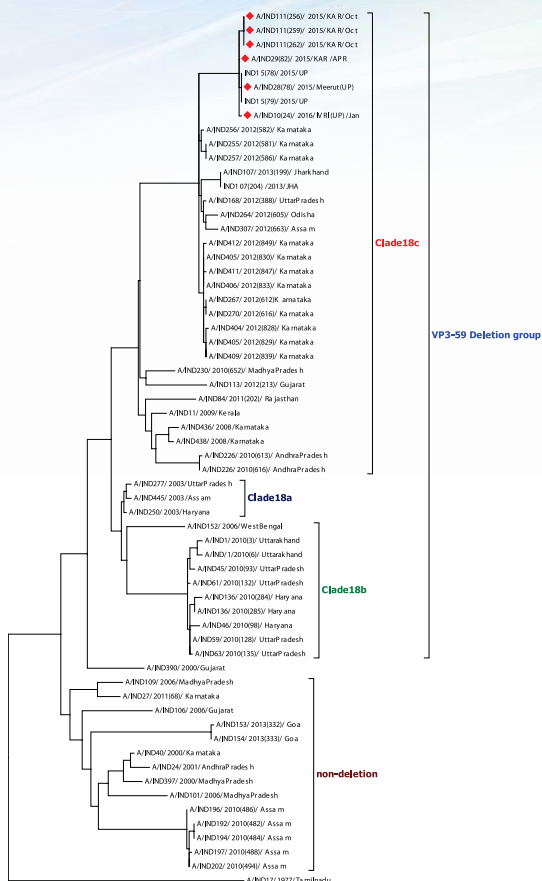 A/IND111(256)/ 2015/KAR/Oct
A/IND111(259)/ 2015/KAR/Oct
A/IND111(262)/ 2015/KAR/Oct
A/IND29(82)/ 2015/KAR /APR
IND15(78)/2015/UP
A/IND28(78)/ 2015/Meerut(UP)
IND15(79)/2015/UP
A/IND10(24)/ 2016/IVRI(UP) /Jan
A/IND256/ 2012(582)/ Karnataka
A/IND255/ 2012(581)/ Karnataka
A/IND257/ 2012(586)/ Karnataka
A/IND107/ 2013(199)/ Jharkhand
IND107(204) /2013/JHA
A/IND168/ 2012(388)/ UttarPradesh
A/IND264/ 2012(605)/ Odisha
A/IND307/ 2012(663)/ Assam
A/IND412/ 2012(849)/ Karnataka
A/IND405/ 2012(830)/ Karnataka
Clade18c
A/IND411/ 2012(847)/ Karnataka
A/IND406/ 2012(833)/ Karnataka
A/IND267/ 2012(612)Karnataka
A/IND270/ 2012(616)/ Karnataka
A/IND404/ 2012(828)/ Karnataka
VP3-59 Deletion group
A/IND405/ 2012(829)/ Karnataka
A/IND409/ 2012(839)/ Karnataka
A/IND230/ 2010(652)/ MadhyaPradesh
A/IND113/ 2012(213)/ Gujarat
A/IND84/ 2011(202)/ Rajasthan
A/IND11/ 2009/Kerala
A/IND436/ 2008/Karnataka
A/IND438/ 2008/Karnataka
A/IND226/ 2010(613)/ AndhraPradesh
A/IND226/ 2010(616)/ AndhraPradesh
A/IND277/ 2003/UttarPradesh
A/IND445/ 2003/Assam
Clade18a
A/IND250/ 2003/Haryana
A/IND152/ 2006/WestBengal
A/IND1/ 2010(3)/ Uttarakhand
A/IND/1/2010(6)/ Uttarakhand
A/IND45/ 2010(93)/ UttarPradesh
A/IND61/ 2010(132)/ UttarPradesh
Clade18b
A/IND136/ 2010(284)/ Haryana
A/IND136/ 2010(285)/ Haryana
A/IND46/ 2010(98)/ Haryana
A/IND59/ 2010(128)/ UttarPradesh
A/IND63/ 2010(135)/ UttarPradesh
A/IND390/ 2000/Gujarat
A/IND109/ 2006/MadhyaPradesh
A/IND27/ 2011(68)/ Karnataka
A/IND106/ 2006/Gujarat
A/IND153/ 2013(332)/ Goa
A/IND154/ 2013(333)/ Goa
A/IND40/ 2000/Karnataka
A/IND24/ 2001/AndhraPradesh
non-deletion
A/IND397/ 2000/MadhyaPradesh
A/IND101/ 2006/MadhyaPradesh
A/IND196/ 2010(486)/ Assam
A/IND192/ 2010(482)/ Assam
A/IND194/ 2010(484)/ Assam
A/IND197/ 2010(488)/ Assam
A/IND202/ 2010(494)/ Assam
A/IND17/ 1977/Tamilnadu